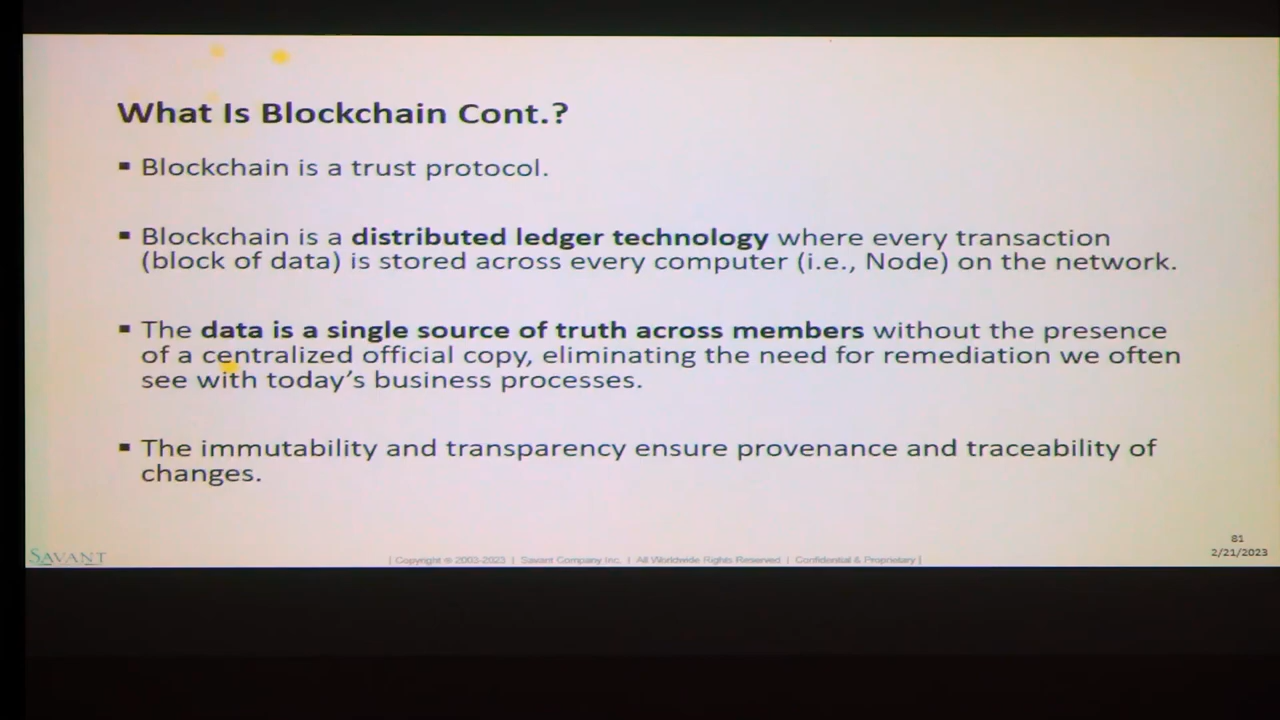 What Is Blockchain Cont.?
▪ Blockchain is a trust protocol.
▪ Blockchain is a distributed ledger technology where every transaction
(block of data) is stored across every computer (i.e., Node) on the network.
▪ The data is a single source of truth across members without the presence
of a centralized official copy, eliminating the need for remediation we often
see with today's business processes.
▪ The immutability and transparency ensure provenance and traceability of
changes.
SAVANT
| Copyright © 2003-2023 | Savant Company Inc. | All Worldwide Rights Reserved | Confidential & Proprietary |
81
2/21/2023